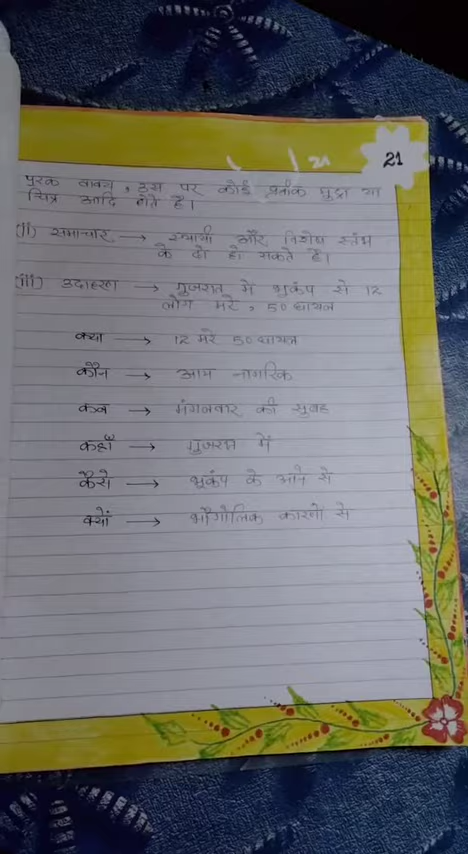 21
21
पुरक वाक्य, इस पर कोई प्रतीक मुद्रा या
चित्र आदि होते है।
(ii) समाचार → स्थायी और विशेष स्तंभ
के दो हो सकते है।
(iii) उदाहरण → गुजरात में भुकंप से 12
लोग मरे, 50 घायल
क्या → 12 मरे 50 घायल
कौन → आम नागरिक
कब → मंगलवार की सुबह
कहाँ → गुजरात में
कैसे → भुकंप के आने से
क्यों → भौगोलिक कारणो से